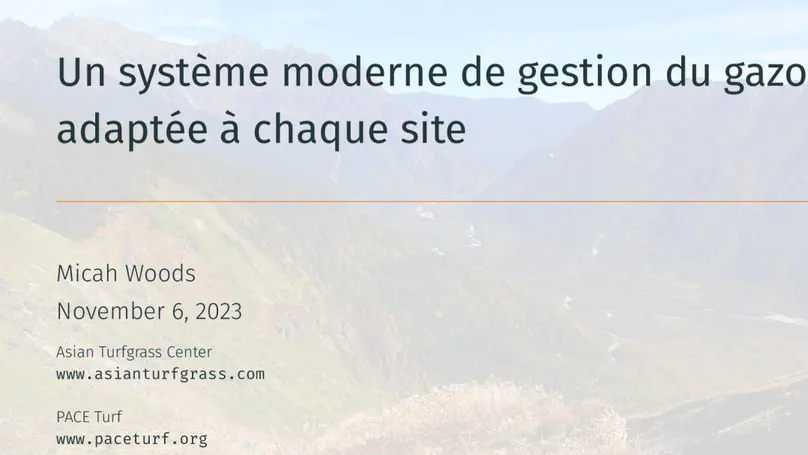 Un système moderne de gestion du gazo
adaptée à chaque site
Micah Woods
November 6, 2023
Asian Turfgrass Center
www.asianturfgrass.com
PACE Turf
www.paceturf.org